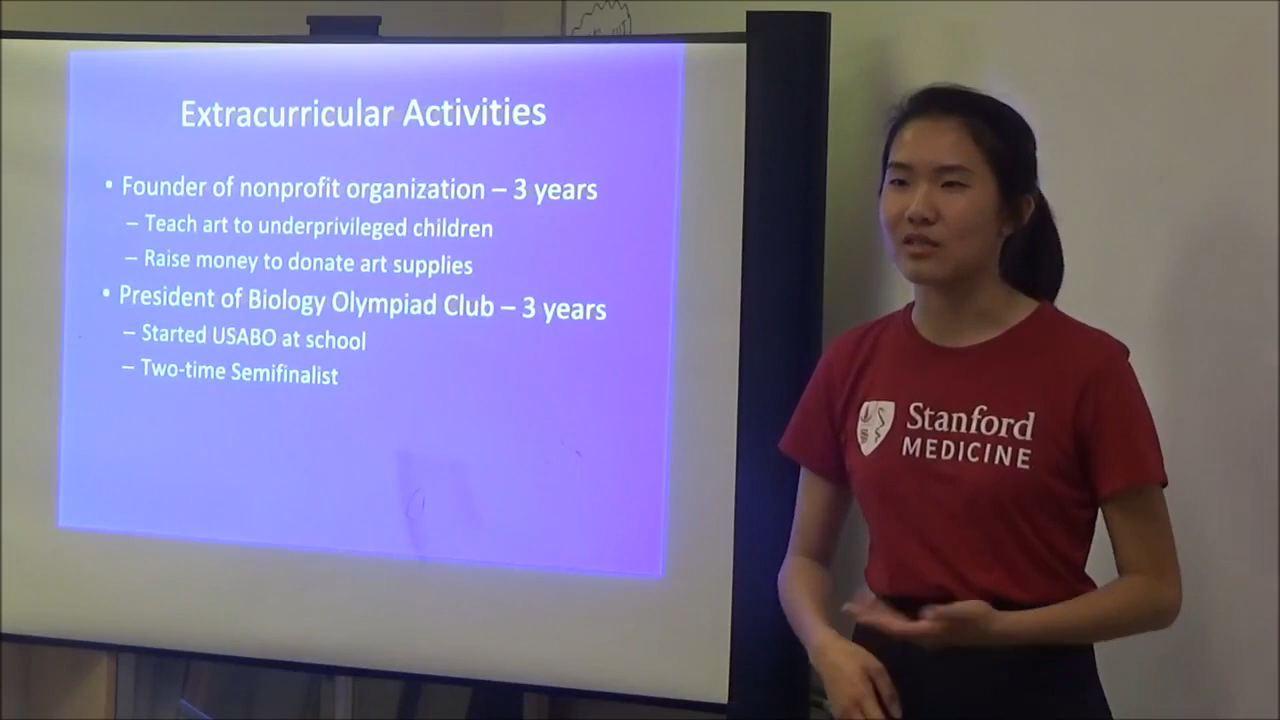 Extracurricular Activities
• Founder of nonprofit organization – 3 years
– Teach art to underprivileged children
– Raise money to donate art supplies
• President of Biology Olympiad Club – 3 years
– Started USABO at school
– Two-time Semifinalist
Stanford
MEDICINE